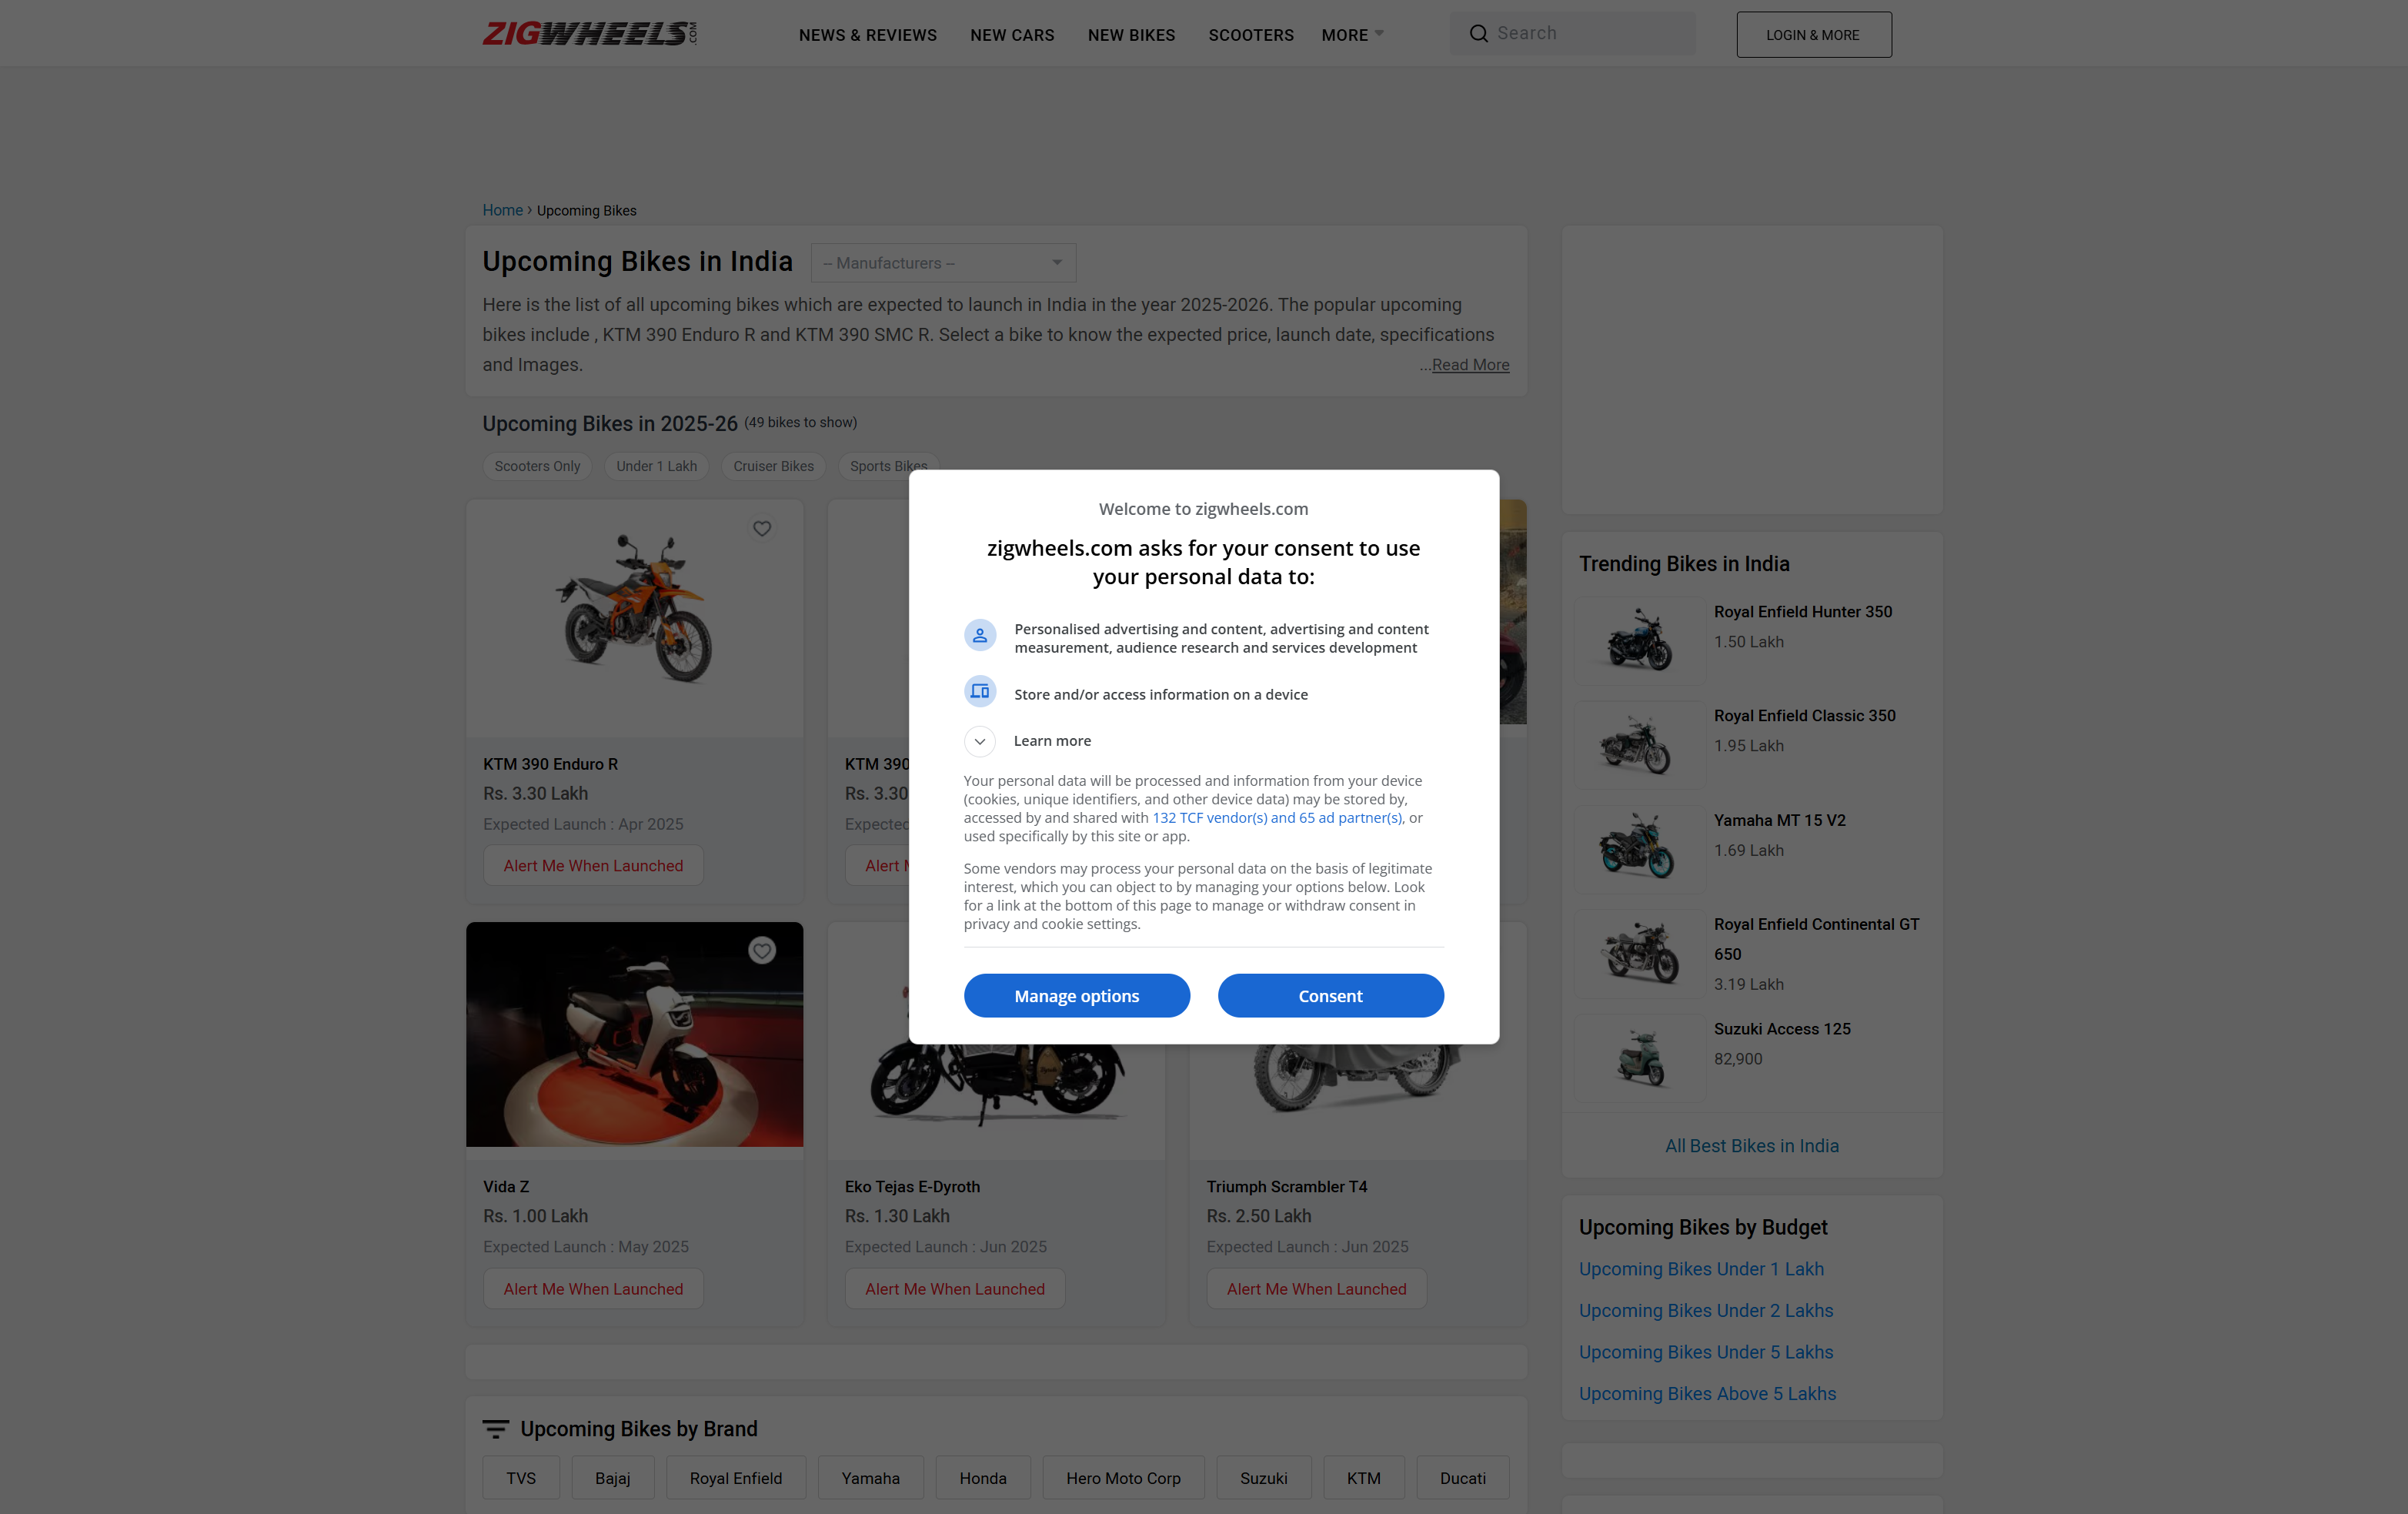 ZIGWHEELS.COM
NEWS & REVIEWS
NEW CARS
NEW BIKES
SCOOTERS
MORE
Search
LOGIN & MORE
Home › Upcoming Bikes
Upcoming Bikes in India
-- Manufacturers --
Here is the list of all upcoming bikes which are expected to launch in India in the year 2025-2026. The popular upcoming
bikes include , KTM 390 Enduro R and KTM 390 SMC R. Select a bike to know the expected price, launch date, specifications
and Images.
...Read More
Upcoming Bikes in 2025-26 (49 bikes to show)
Scooters Only
Under 1 Lakh
Cruiser Bikes
Sports Bikes
KTM 390 Enduro R
Rs. 3.30 Lakh
Expected Launch : Apr 2025
Alert Me When Launched
KTM 390
Rs. 3.30
Vida Z
Rs. 1.00 Lakh
Expected Launch : May 2025
Alert Me When Launched
Eko Tejas E-Dyroth
Rs. 1.30 Lakh
Expected Launch : Jun 2025
Alert Me When Launched
Triumph Scrambler T4
Rs. 2.50 Lakh
Expected Launch : Jun 2025
Alert Me When Launched
Upcoming Bikes by Brand
TVS
Bajaj
Royal Enfield
Yamaha
Honda
Hero Moto Corp
Suzuki
KTM
Ducati
Welcome to zigwheels.com
zigwheels.com asks for your consent to use
your personal data to:
Personalised advertising and content, advertising and content
measurement, audience research and services development
Store and/or access information on a device
Learn more
Your personal data will be processed and information from your device
(cookies, unique identifiers, and other device data) may be stored by,
accessed by and shared with 132 TCF vendor(s) and 65 ad partner(s), or
used specifically by this site or app.
Some vendors may process your personal data on the basis of legitimate
interest, which you can object to by managing your options below. Look
for a link at the bottom of this page to manage or withdraw consent in
privacy and cookie settings.
Manage options
Consent
Trending Bikes in India
Royal Enfield Hunter 350
1.50 Lakh
Royal Enfield Classic 350
1.95 Lakh
Yamaha MT 15 V2
1.69 Lakh
Royal Enfield Continental GT
650
3.19 Lakh
Suzuki Access 125
82,900
All Best Bikes in India
Upcoming Bikes by Budget
Upcoming Bikes Under 1 Lakh
Upcoming Bikes Under 2 Lakhs
Upcoming Bikes Under 5 Lakhs
Upcoming Bikes Above 5 Lakhs